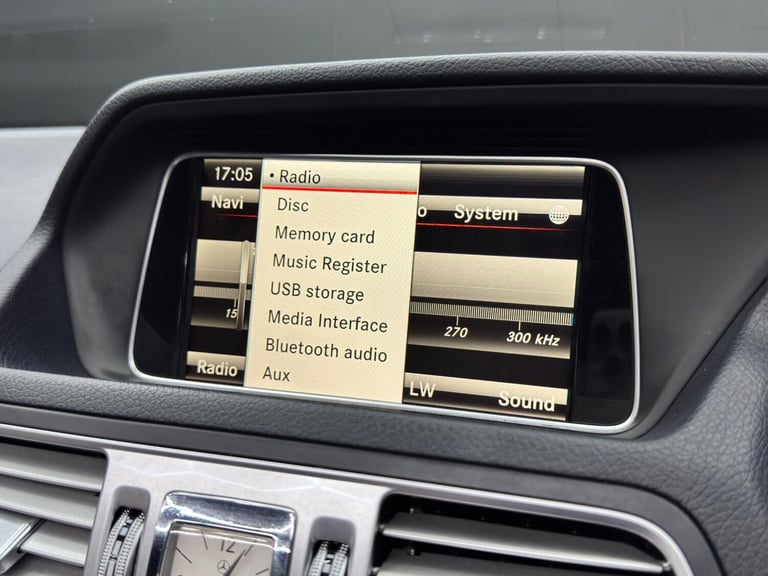 17:05
• Radio
Navi
o
System
Disc
Memory card
Music Register
USB storage
Media Interface
Bluetooth audio
Aux
15
270
300 kHz
Radio
LW
Sound
12